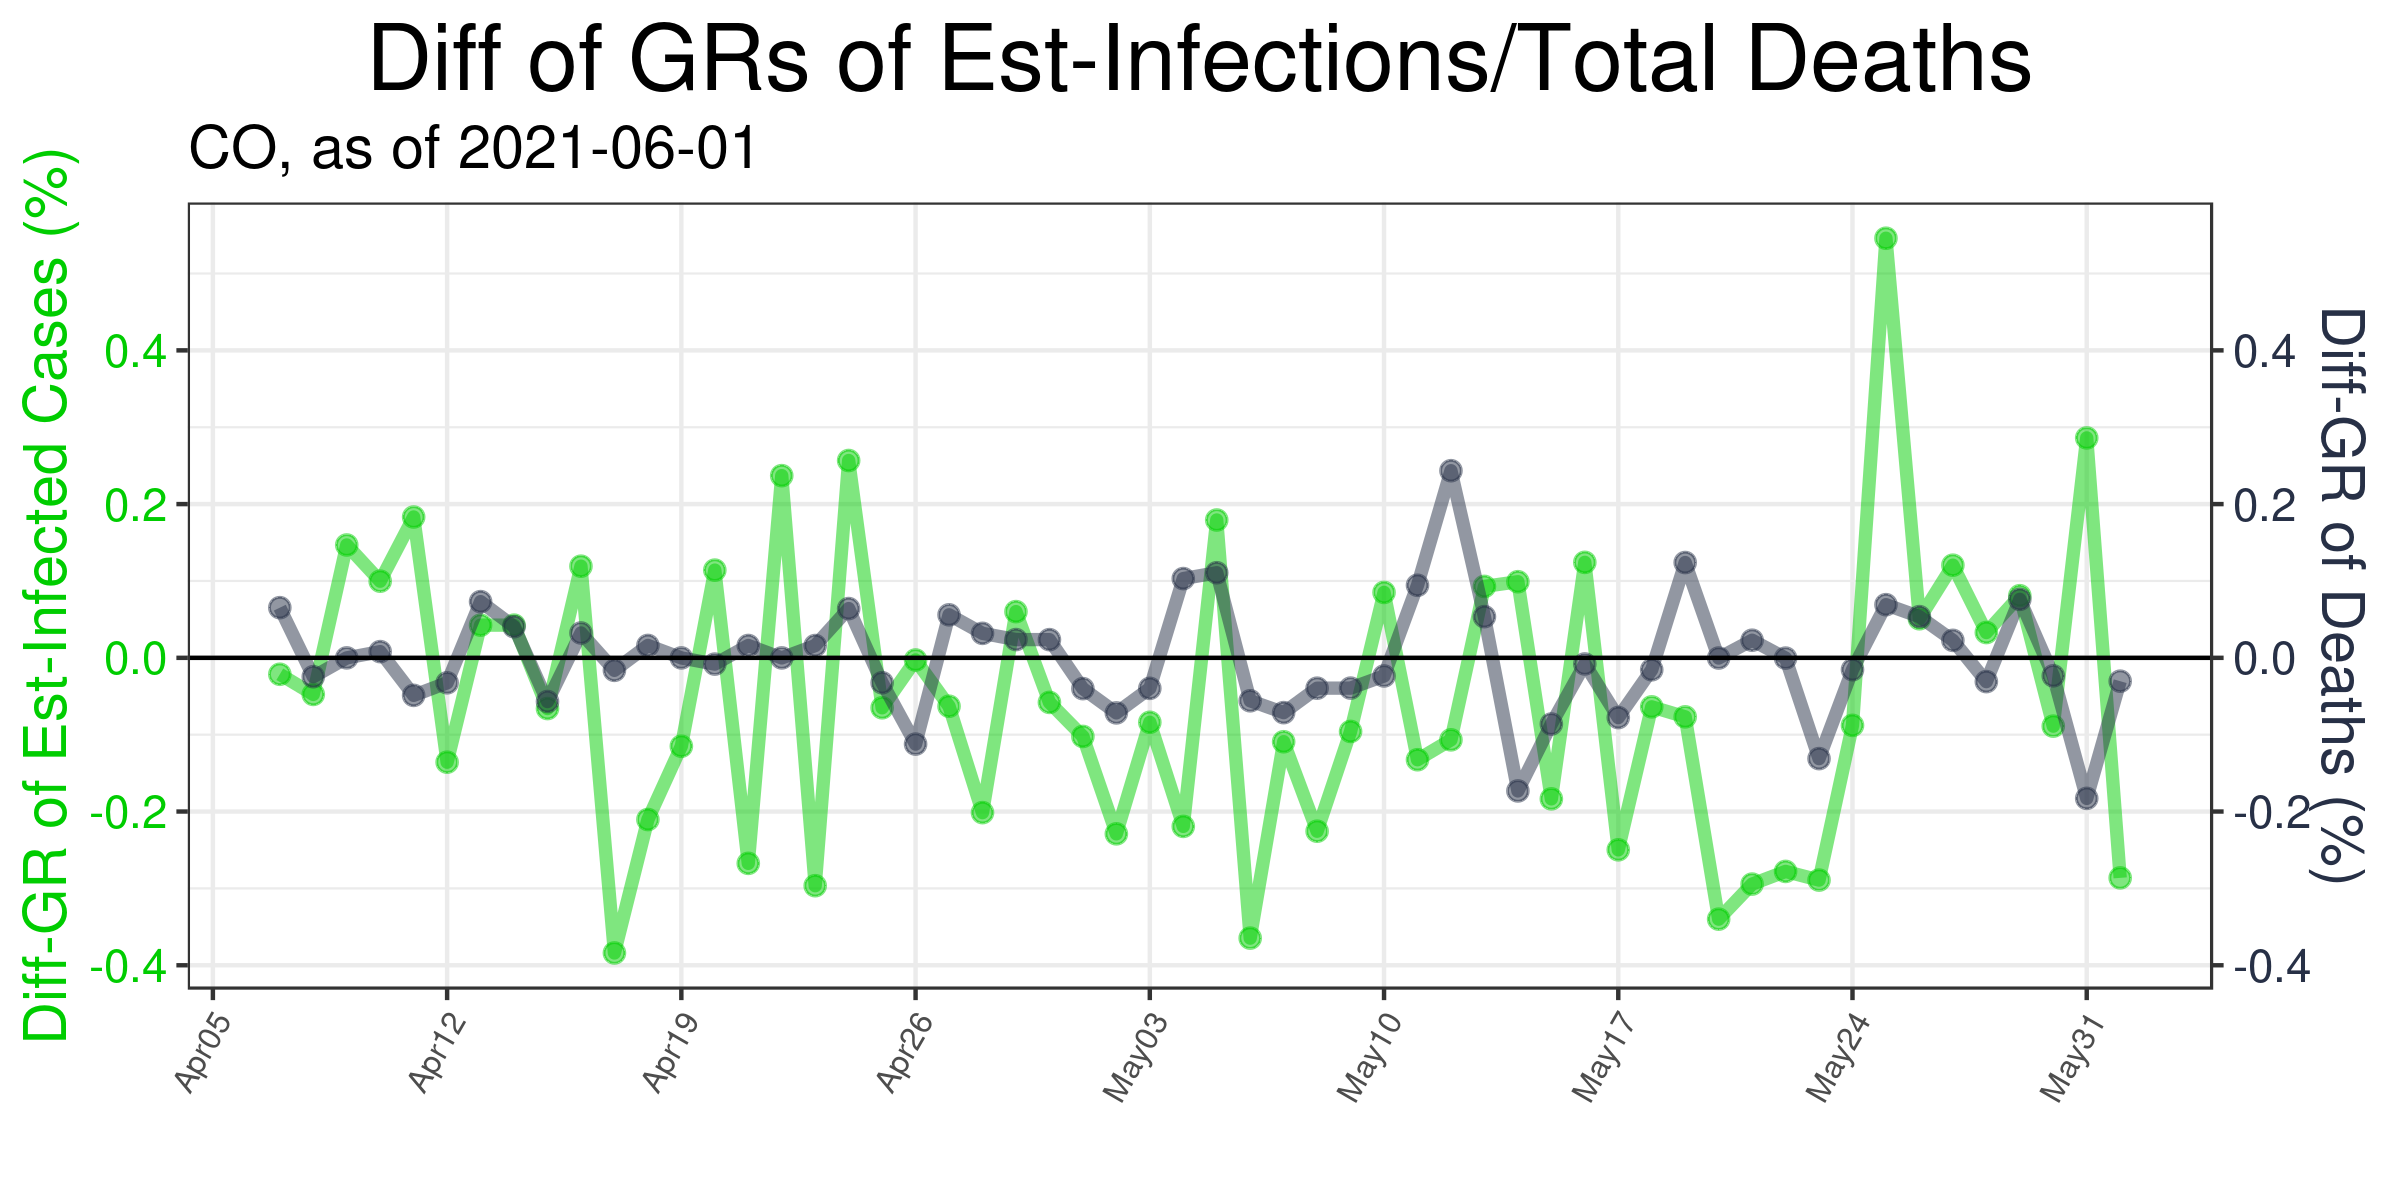 Diff of GRs of Est-Infections/Total Deaths
CO, as of 2021-06-01
Diff-GR of Est-Infected Cases (%)
0.4
0.2
0.0
-0.2
-0.4
0.4
0.2
0.0
-0.2
-0.4
Diff-GR of Deaths (%)
Apr05
Apr12
Apr19
Apr26
May03
May10
May17
May24
May31